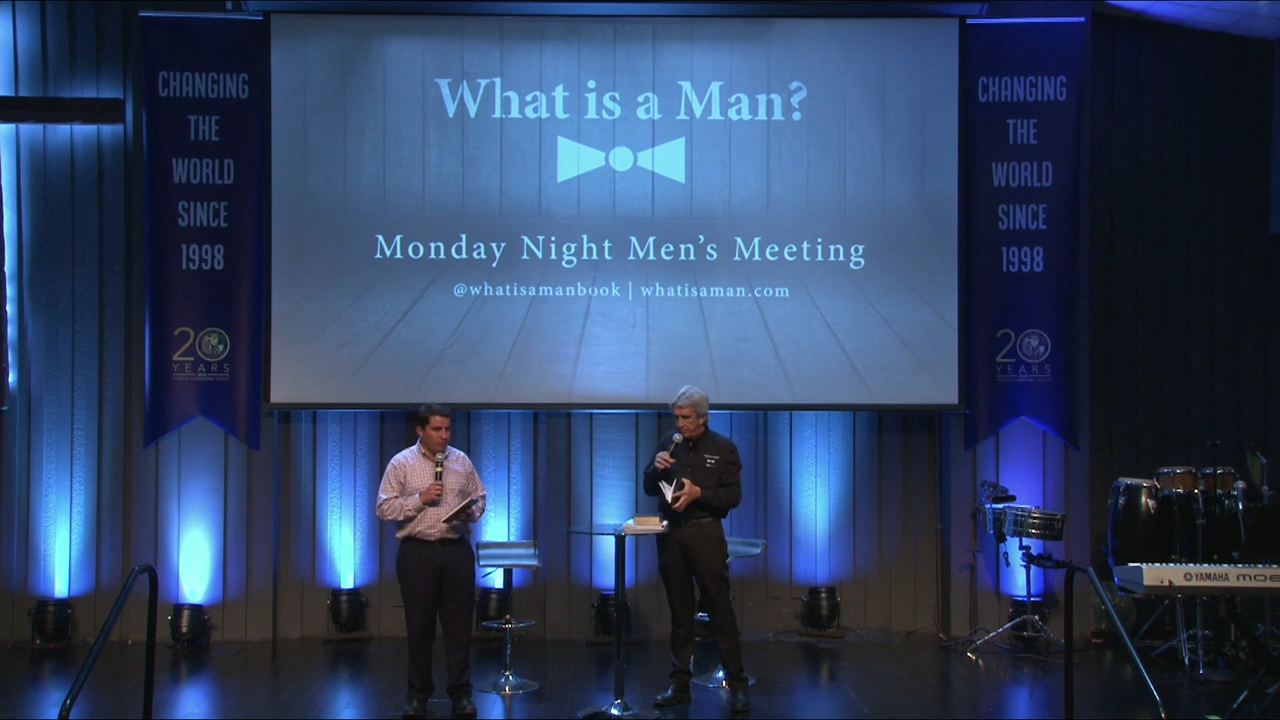 CHANGING
THE
WORLD
SINCE
1998
20
YEARS
What is a Man?
Monday Night Men's Meeting
@whatisamanbook | whatisaman.com
CHANGING
THE
WORLD
SINCE
1998
20
YEARS
YAMAHA